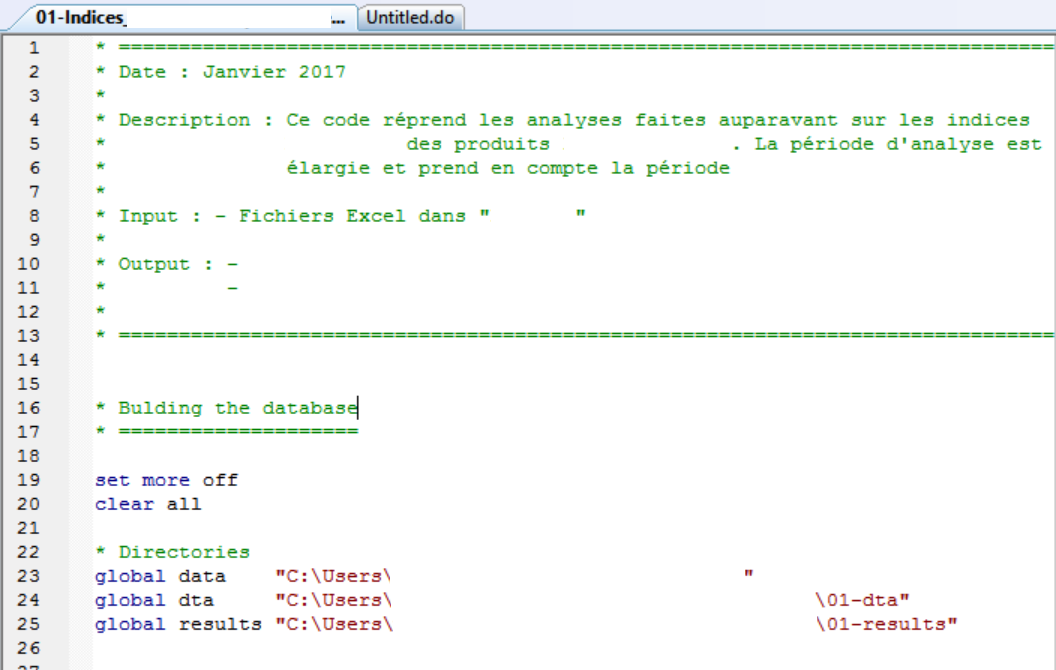 01-Indices_ ... Untitled.do
1 * ==============================================================================
2 * Date : Janvier 2017
3 *
4 * Description : Ce code réprend les analyses faites auparavant sur les indices
5 * des produits . La période d'analyse est
6 * élargie et prend en compte la période
7 *
8 * Input : - Fichiers Excel dans " "
9 *
10 * Output : -
11 * -
12 *
13 * ==============================================================================
14
15
16 * Bulding the database
17 * ====================
18
19 set more off
20 clear all
21
22 * Directories
23 global data "C:\Users\ "
24 global dta "C:\Users\ \01-dta"
25 global results "C:\Users\ \01-results"
26